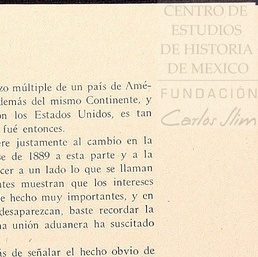 CENTRO DE
ESTUDIOS
DE HISTORIA
DE MEXICO
FUNDACIÓN
Carlos Slim
múltiple de un país de Amé-
demás del mismo Continente, y
n los Estados Unidos, es tan
fué entonces.
ere justamente al cambio en la
se de 1889 a esta parte y a la
cer a un lado lo que se llaman
tes muestran que los intereses
e hecho muy importantes, y en
desaparezcan, baste recordar la
na unión aduanera ha suscitado
s de señalar el hecho obvio de